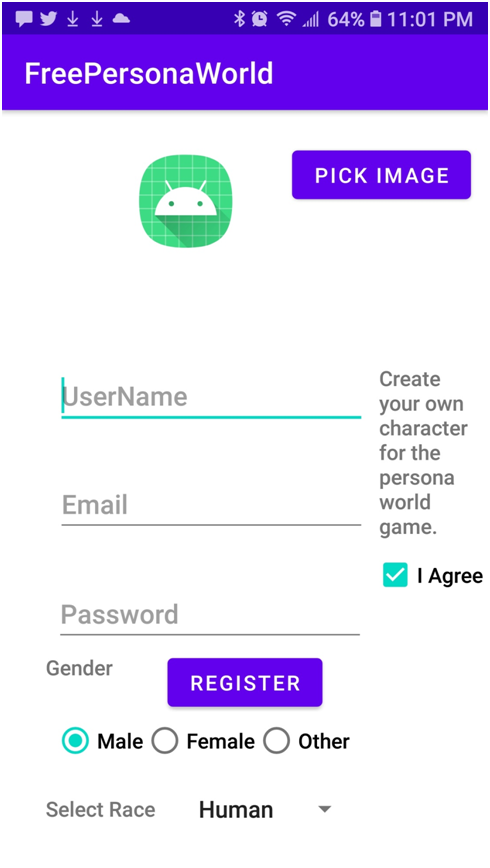 64% 11:01 PM
FreePersonaWorld
PICK IMAGE
UserName
Create
your own
character
for the
persona
world
game.
Email
I Agree
Password
Gender
REGISTER
Male Female Other
Select Race Human